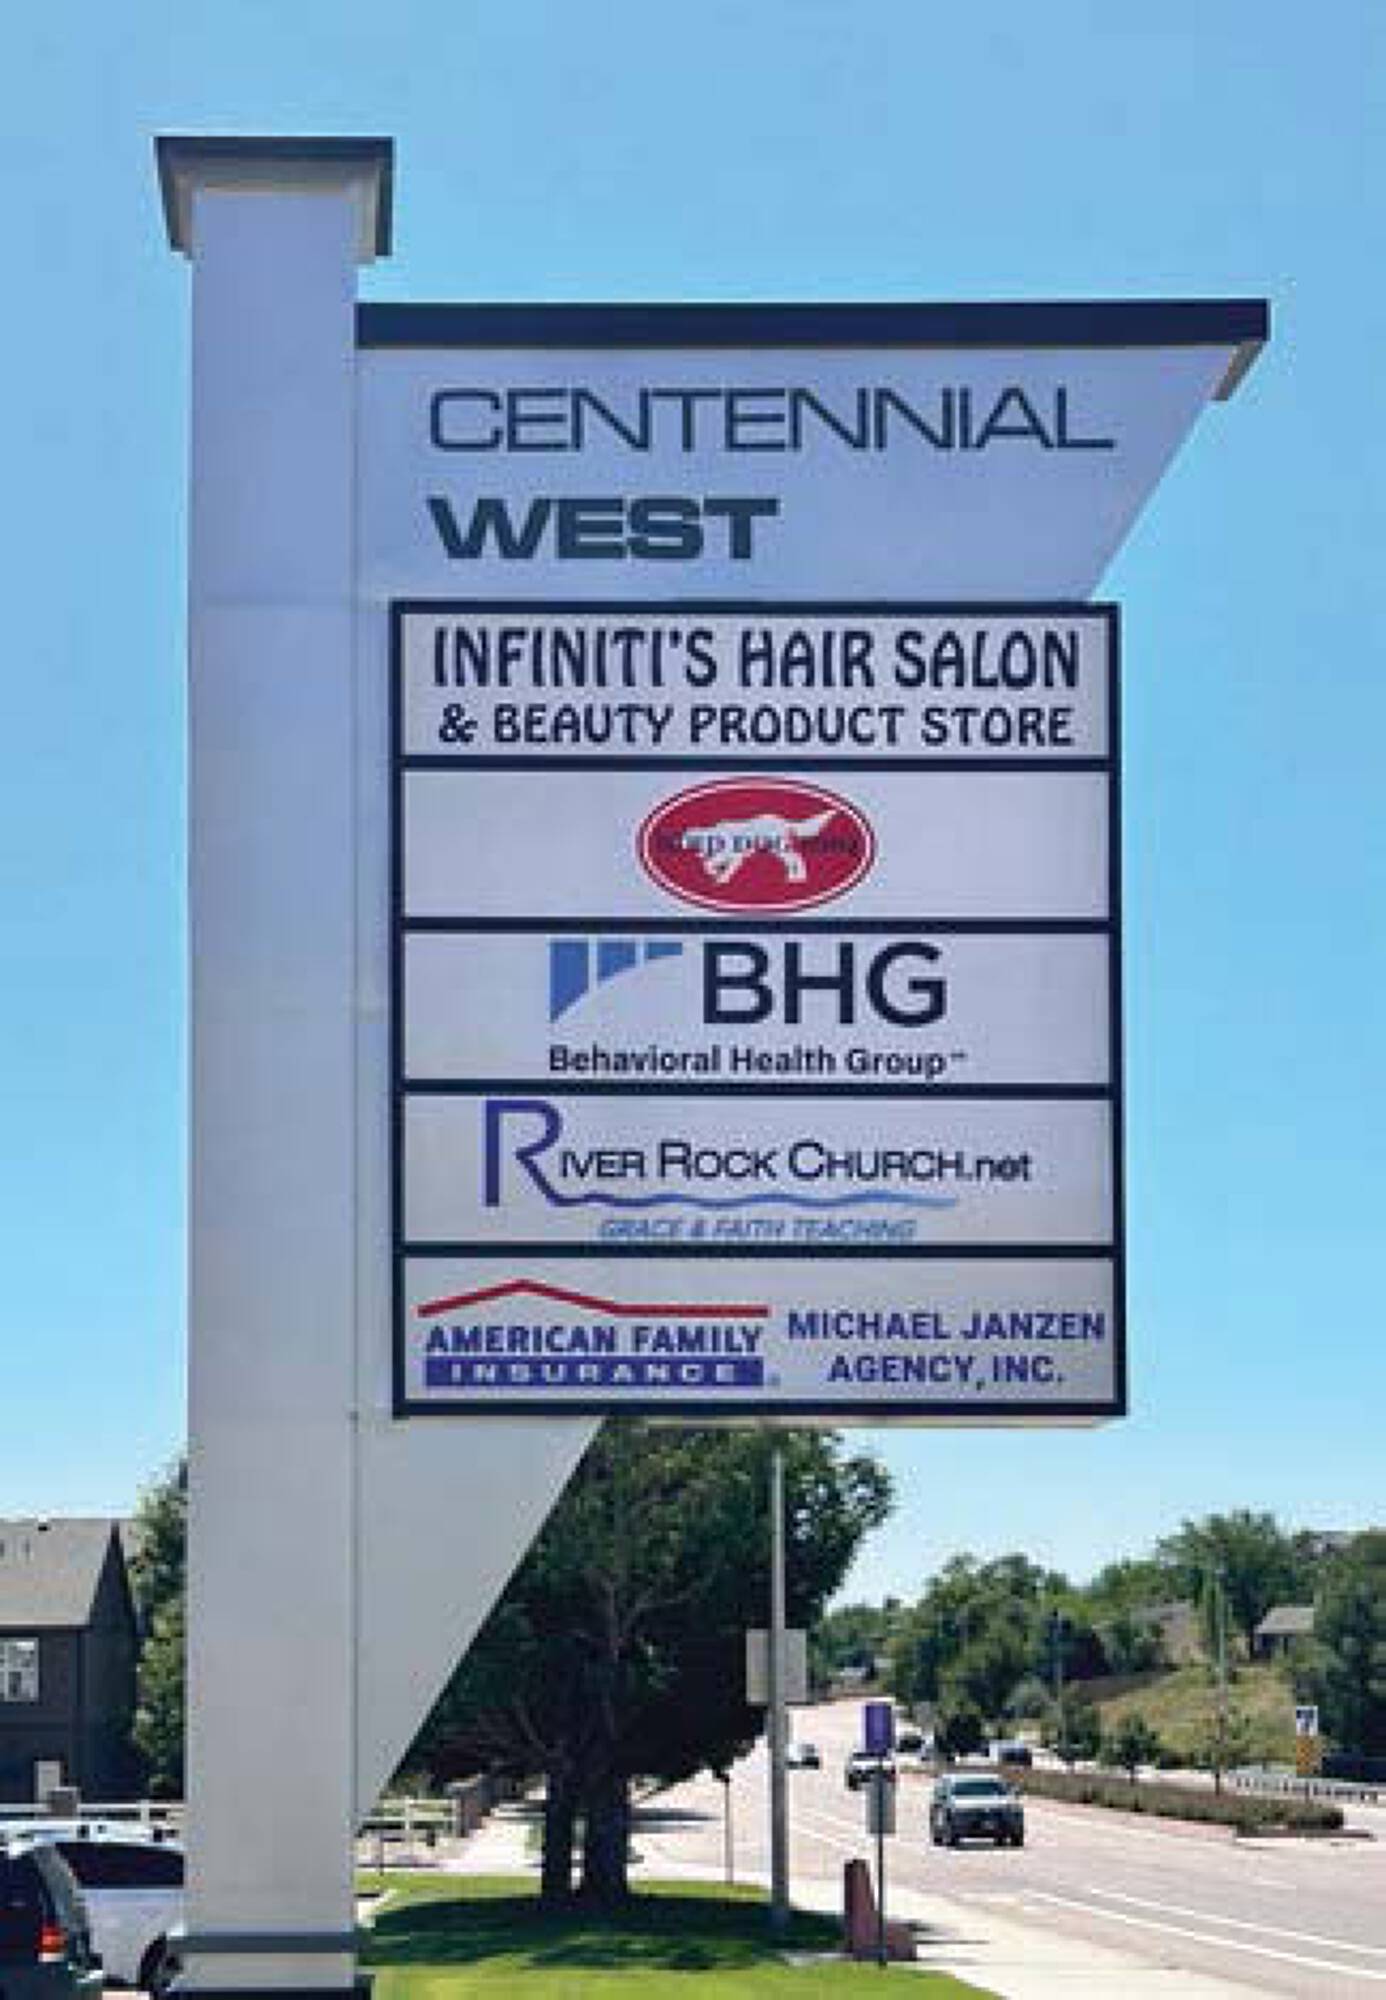 CENTENNIAL
WEST
INFINITI'S HAIR SALON
& BEAUTY PRODUCT STORE
BHG
Behavioral Health Group
RIVER ROCK CHURCH.net
GRACE & FAITH TEACHING
AMERICAN FAMILY
INSURANCE
MICHAEL JANZEN
AGENCY, INC.